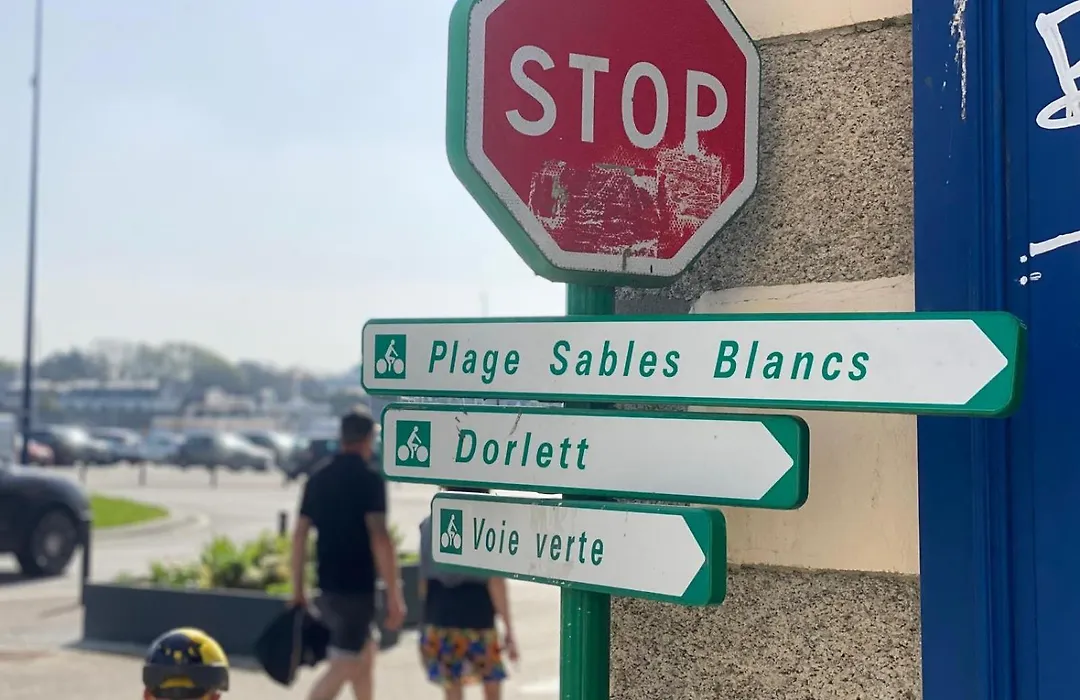 STOP
Plage Sables Blancs
Dorlett
Voie verte